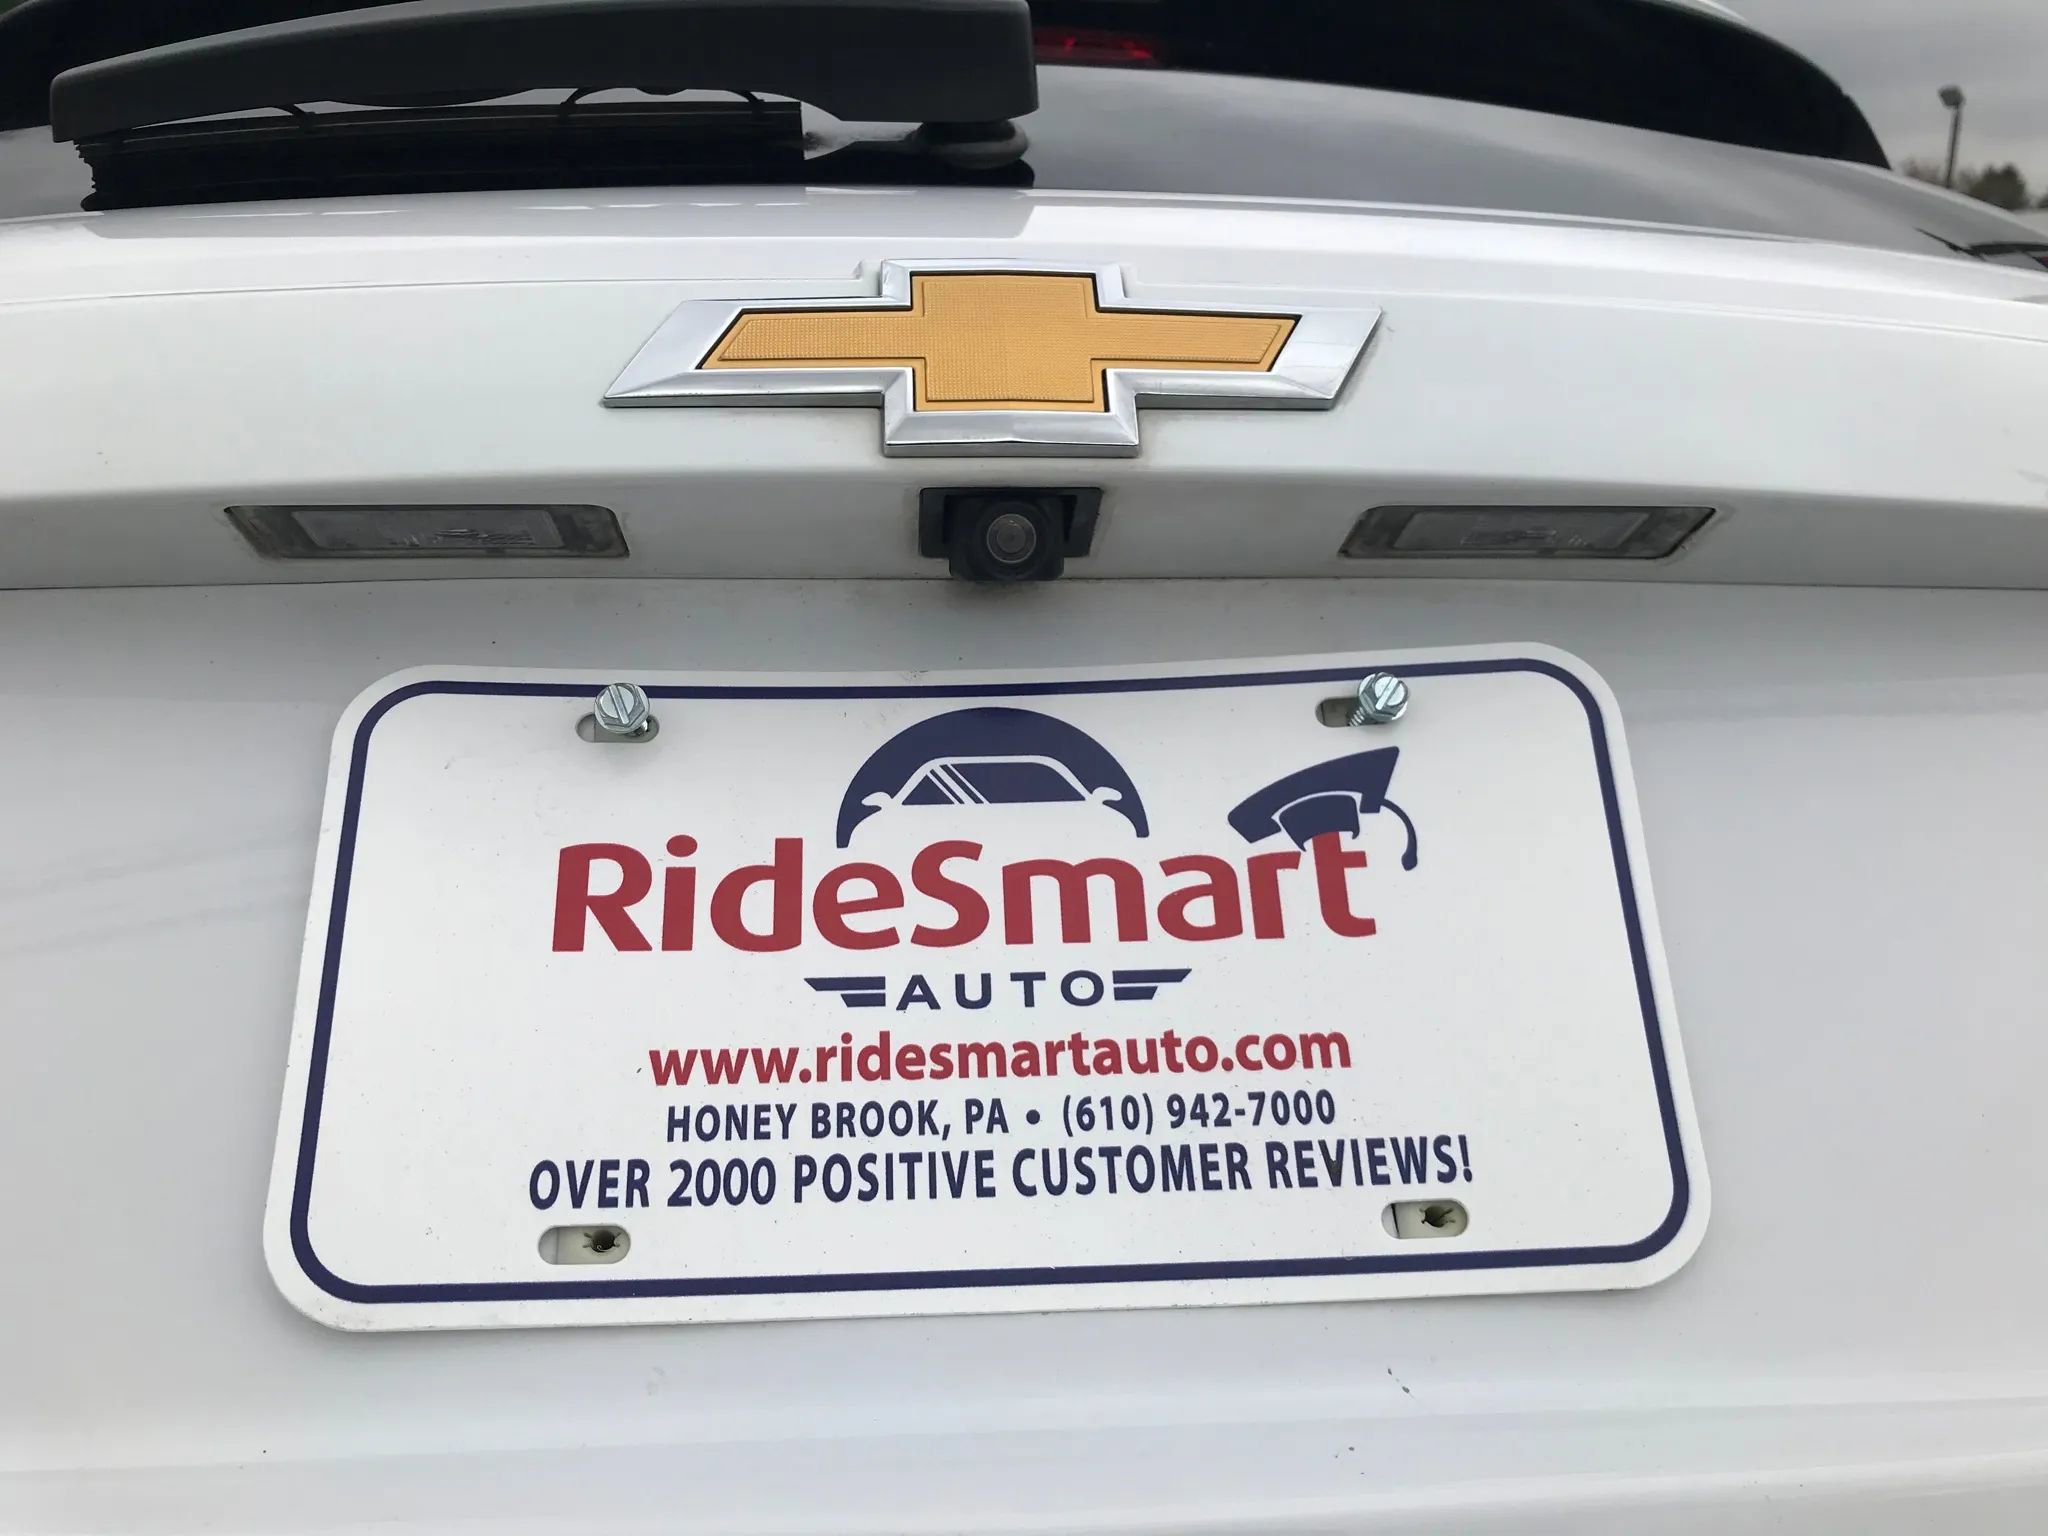 RideSmart
AUTO
www.ridesmartauto.com
HONEY BROOK, PA • (610) 942-7000
OVER 2000 POSITIVE CUSTOMER REVIEWS!